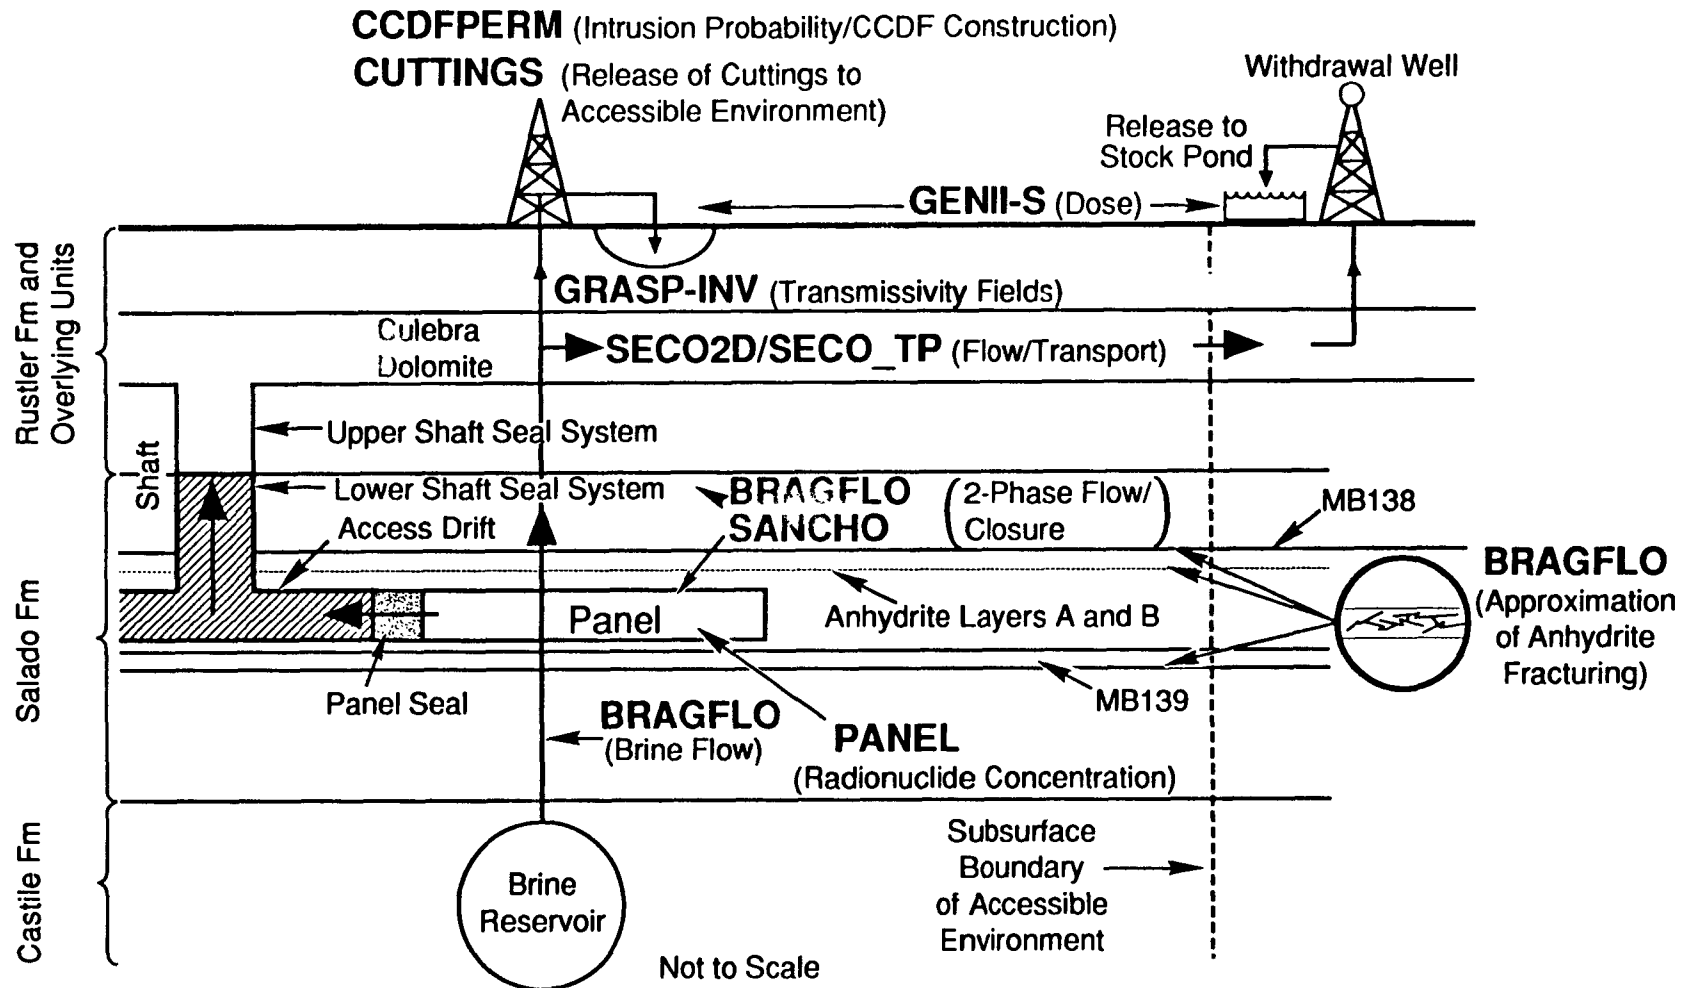 CCDFPERM (Intrusion Probability/CCDF Construction)
CUTTINGS (Release of Cuttings to
Accessible Environment)
Withdrawal Well
Release to
Stock Pond
GENII-S (Dose)
Rustler Fm and
Overlying Units
GRASP-INV (Transmissivity Fields)
Culebra
Dolomite
SECO2D/SECO_TP (Flow/Transport)
Shaft
Upper Shaft Seal System
Lower Shaft Seal System
BRAGFLO
SANCHO
(2-Phase Flow/
Closure)
MB138
Access Drift
Salado Fm
Panel
Anhydrite Layers A and B
BRAGFLO
(Approximation
of Anhydrite
Fracturing)
Panel Seal
MB139
BRAGFLO
(Brine Flow)
PANEL
(Radionuclide Concentration)
Castile Fm
Brine
Reservoir
Subsurface
Boundary
of Accessible
Environment
Not to Scale